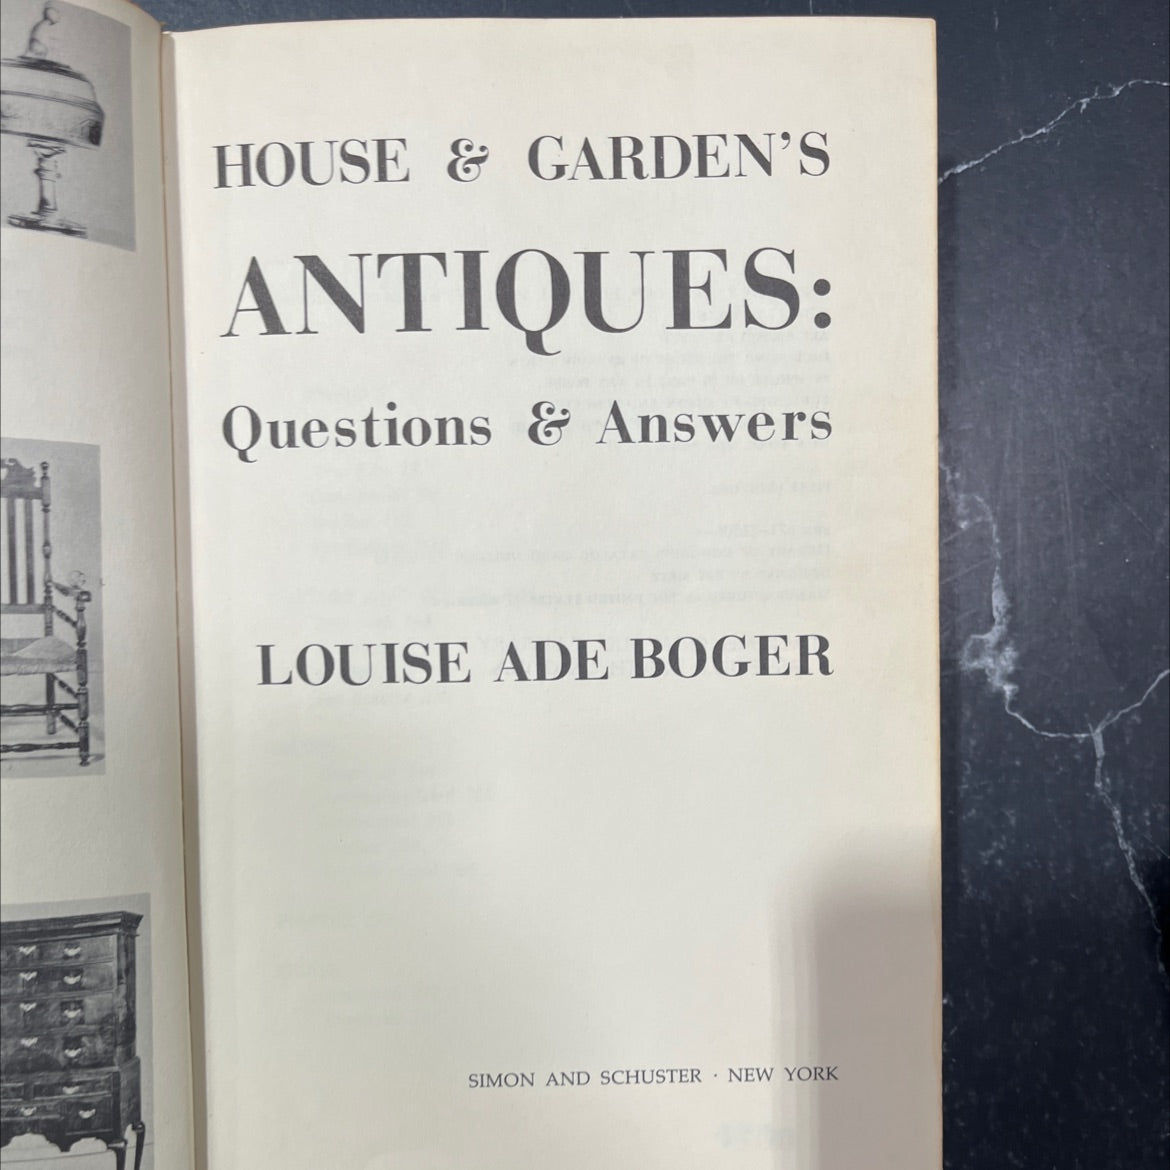 HOUSE & GARDEN'S
ANTIQUES:
Questions & Answers
LOUISE ADE BOGER
SIMON AND SCHUSTER · NEW YORK